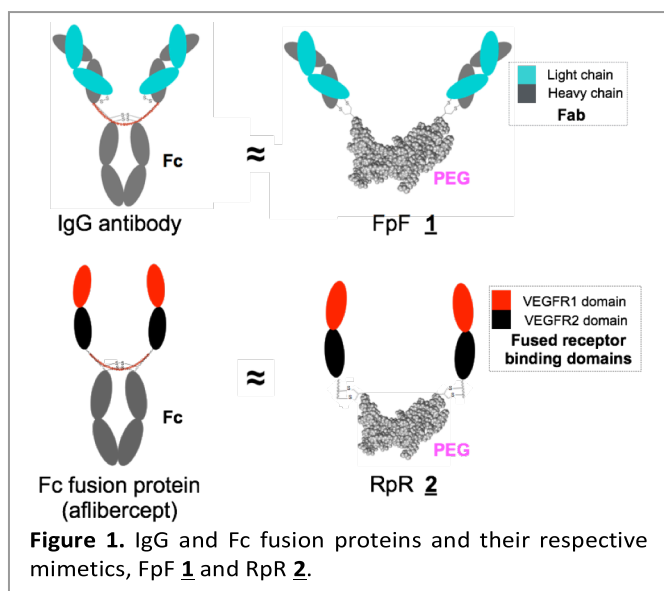 Fc
IgG antibody
≈
PEG
FpF 1
Light chain
Heavy chain
Fab
Fc
Fc fusion protein
(aflibercept)
≈
PEG
RpR 2
VEGFR1 domain
VEGFR2 domain
Fused receptor
binding domains
Figure 1. IgG and Fc fusion proteins and their respective
mimetics, FpF 1 and RpR 2.